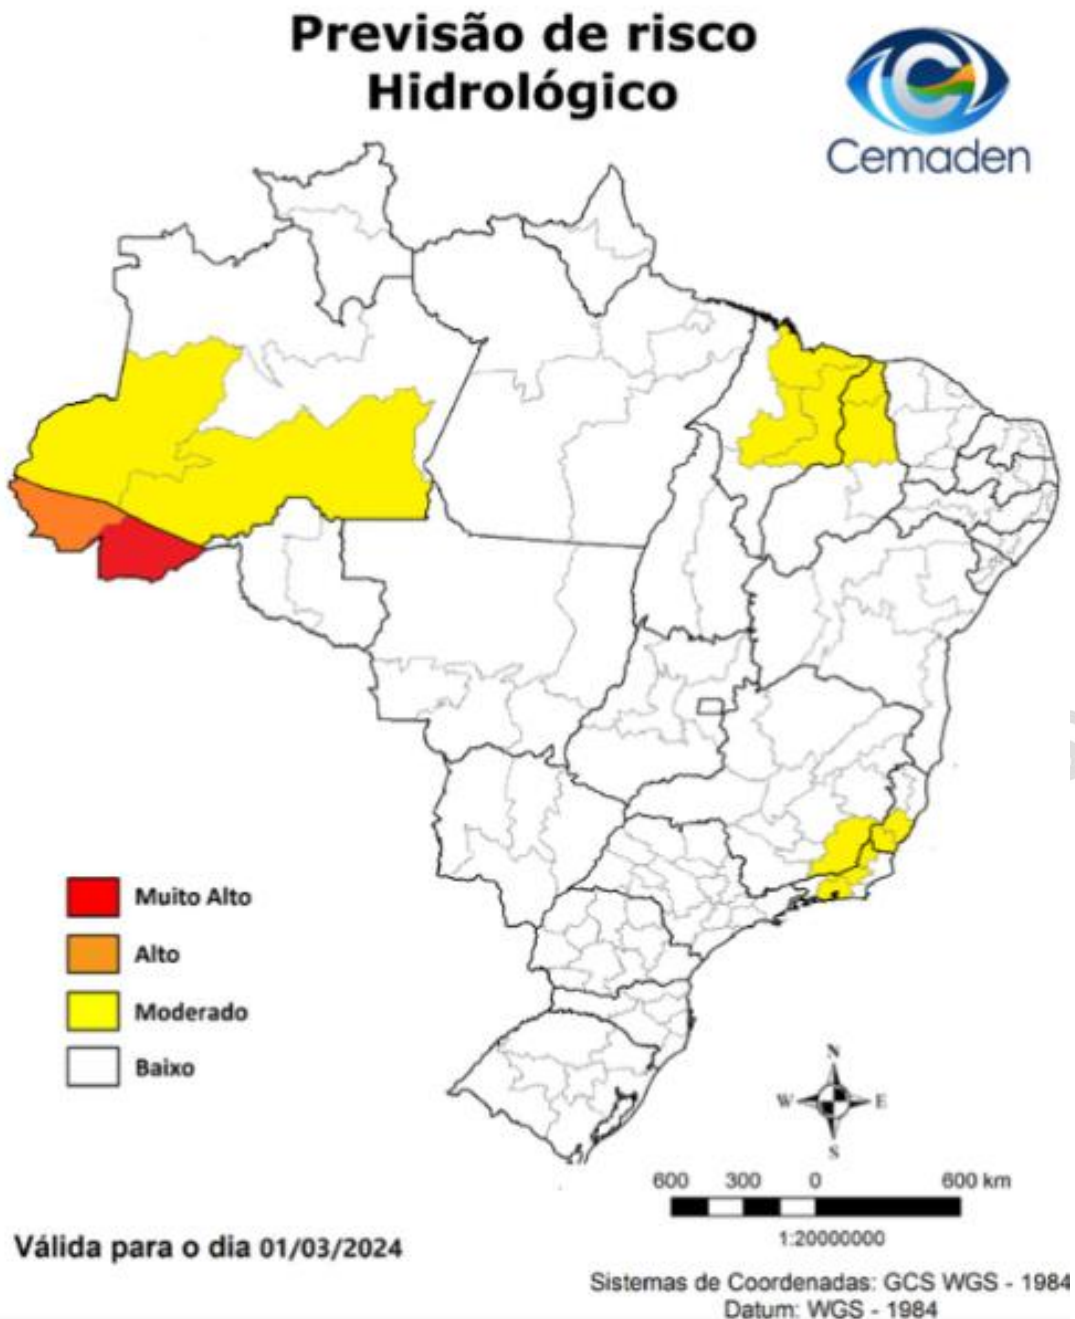 Previsão de risco
Hidrológico
Cemaden
Muito Alto
Alto
Moderado
Baixo
N
W
E
S
600 300 0 600 km
1:20000000
Válida para o dia 01/03/2024
Sistemas de Coordenadas: GCS WGS - 1984
Datum: WGS - 1984